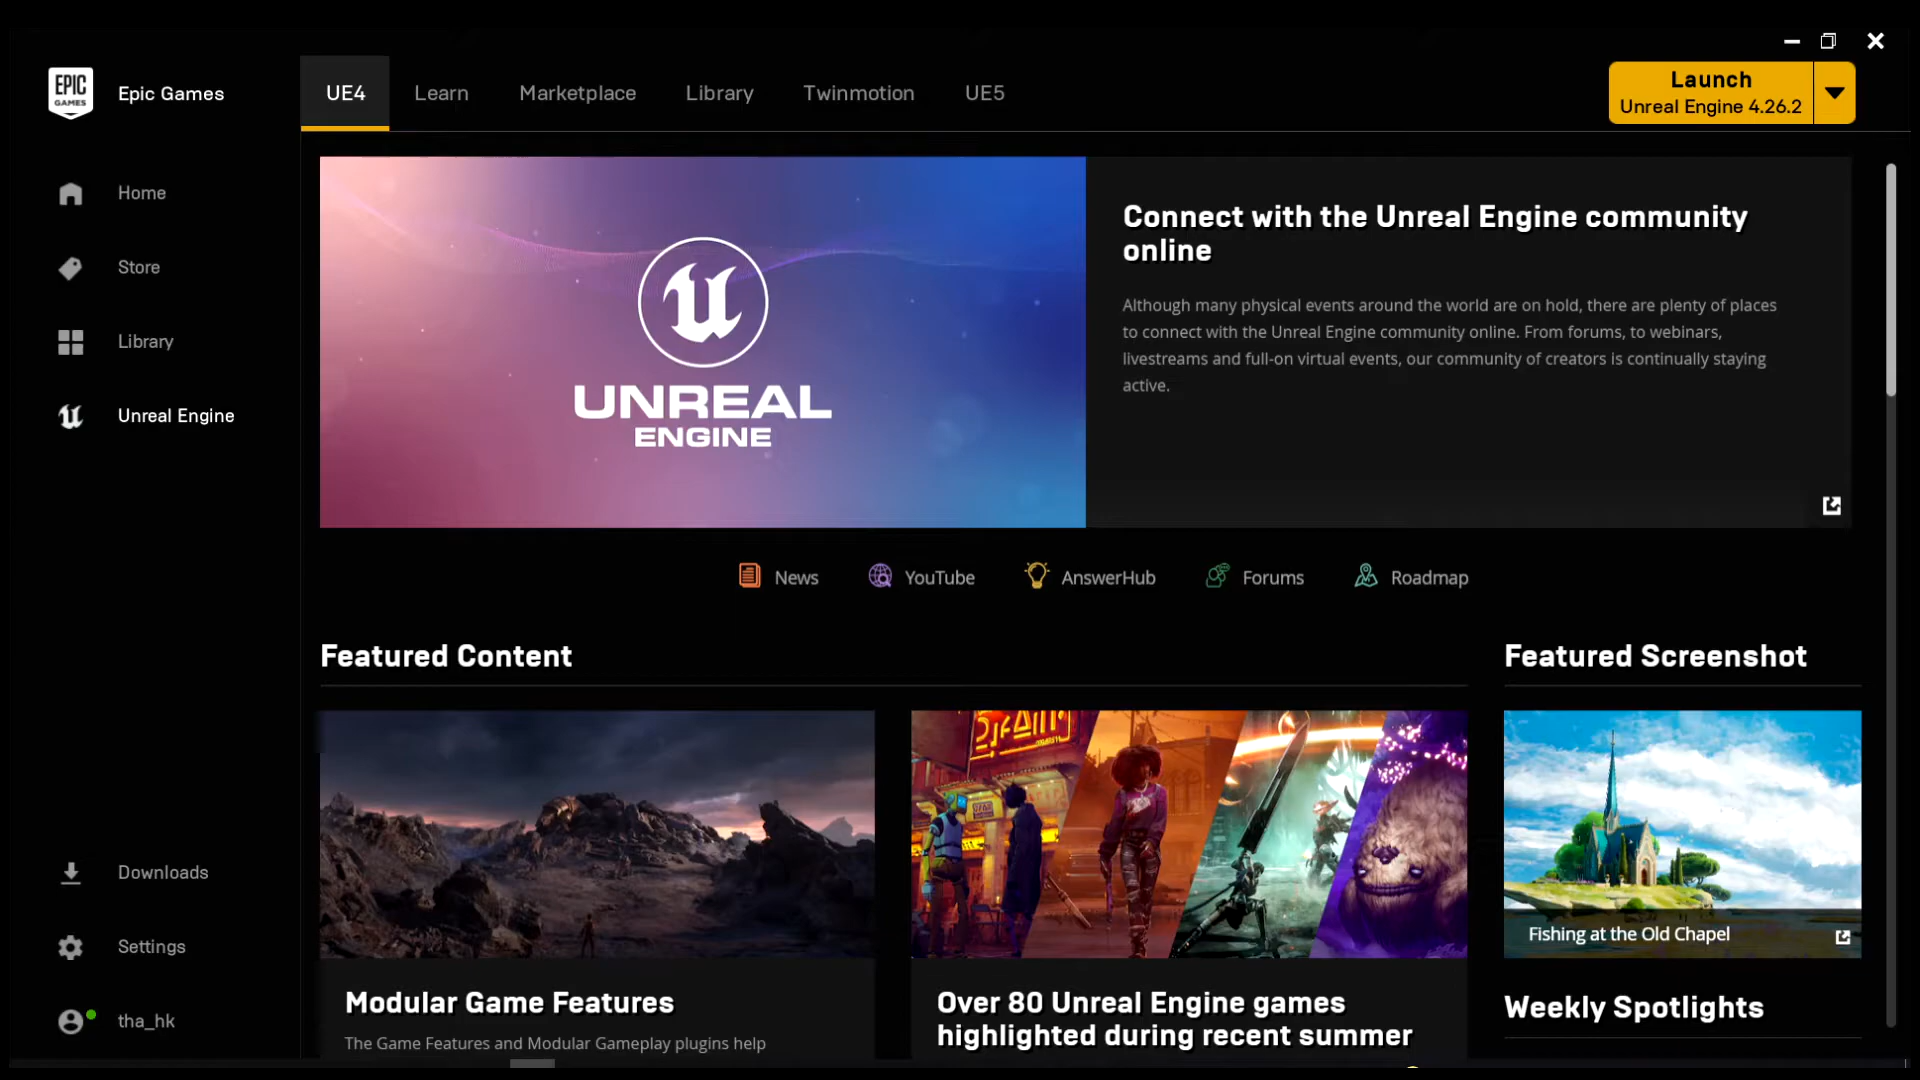 EPIC
GAMES
Epic Games
UE4
Learn
Marketplace
Library
Twinmotion
UE5
Launch
Unreal Engine 4.26.2
Home
Store
Library
Unreal Engine
Downloads
Settings
tha_hk
UNREAL
ENGINE
Connect with the Unreal Engine community
online
Although many physical events around the world are on hold, there are plenty of places
to connect with the Unreal Engine community online. From forums, to webinars,
livestreams and full-on virtual events, our community of creators is continually staying
active.
News
YouTube
AnswerHub
Forums
Roadmap
Featured Content
Modular Game Features
The Game Features and Modular Gameplay plugins help
Over 80 Unreal Engine games
highlighted during recent summer
Featured Screenshot
Fishing at the Old Chapel
Weekly Spotlights